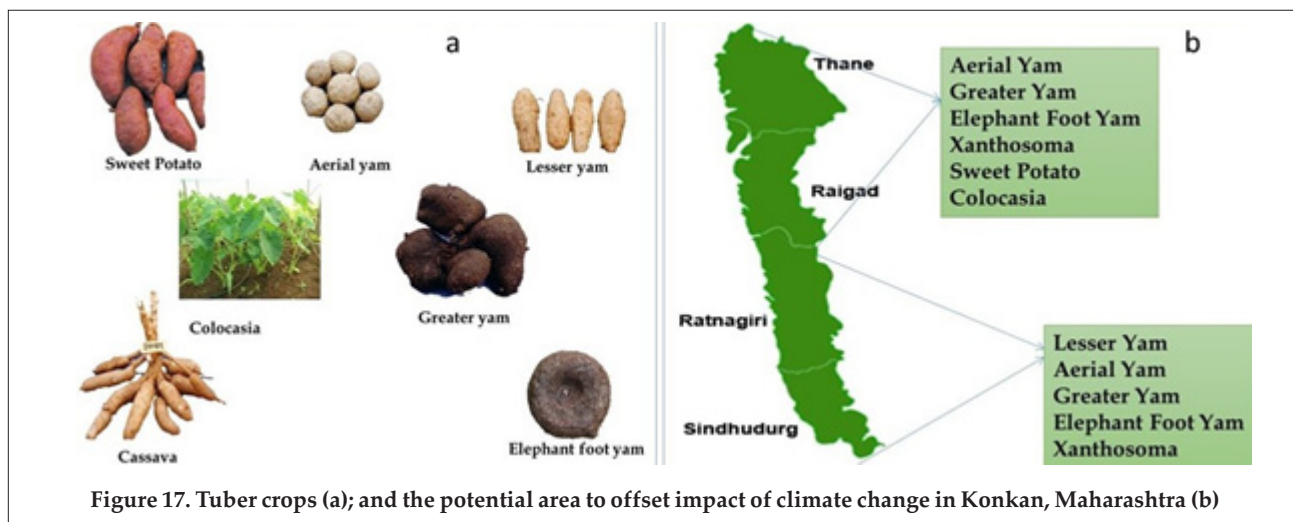 a
Sweet Potato
Aerial yam
Lesser yam
Colocasia
Greater yam
Cassava
Elephant foot yam
b
Thane
Raigad
Ratnagiri
Sindhudurg
Aerial Yam
Greater Yam
Elephant Foot Yam
Xanthosoma
Sweet Potato
Colocasia
Lesser Yam
Aerial Yam
Greater Yam
Elephant Foot Yam
Xanthosoma
Figure 17. Tuber crops (a); and the potential area to offset impact of climate change in Konkan, Maharashtra (b)